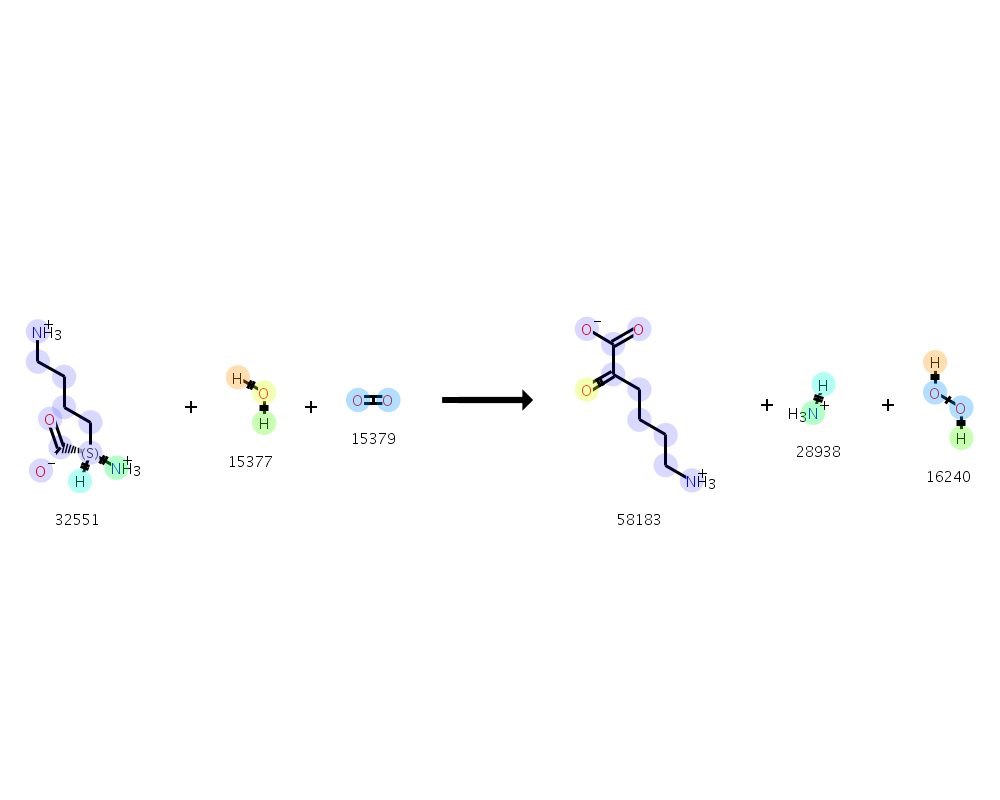 NH3+
O
(S)
O−
H
NH3+
32551
+
H
O
H
15377
+
O O
15379
O−
O
O
NH3+
58183
+
H
H3N+
28938
+
H
O
O
H
16240